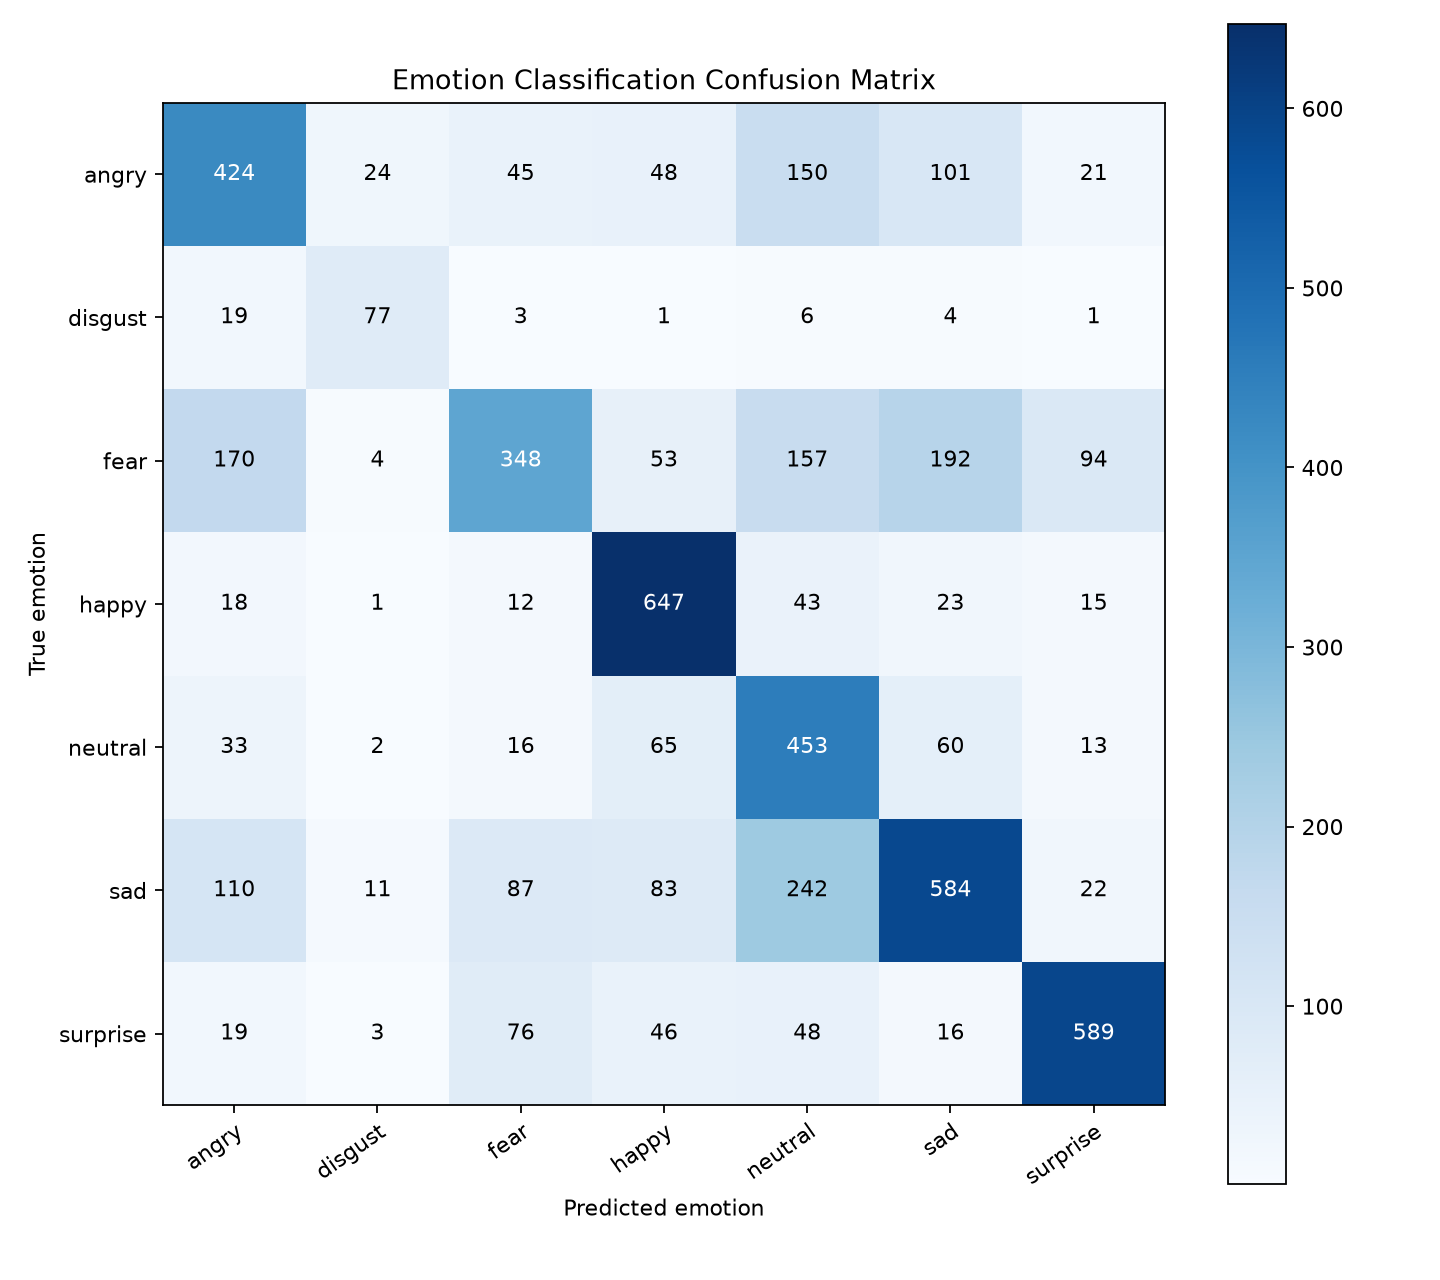 Emotion Classification Confusion Matrix
angry 424 24 45 48 150 101 21
disgust 19 77 3 1 6 4 1
fear 170 4 348 53 157 192 94
happy 18 1 12 647 43 23 15
neutral 33 2 16 65 453 60 13
sad 110 11 87 83 242 584 22
surprise 19 3 76 46 48 16 589
angry disgust fear happy neutral sad surprise
Predicted emotion
True emotion
600
500
400
300
200
100